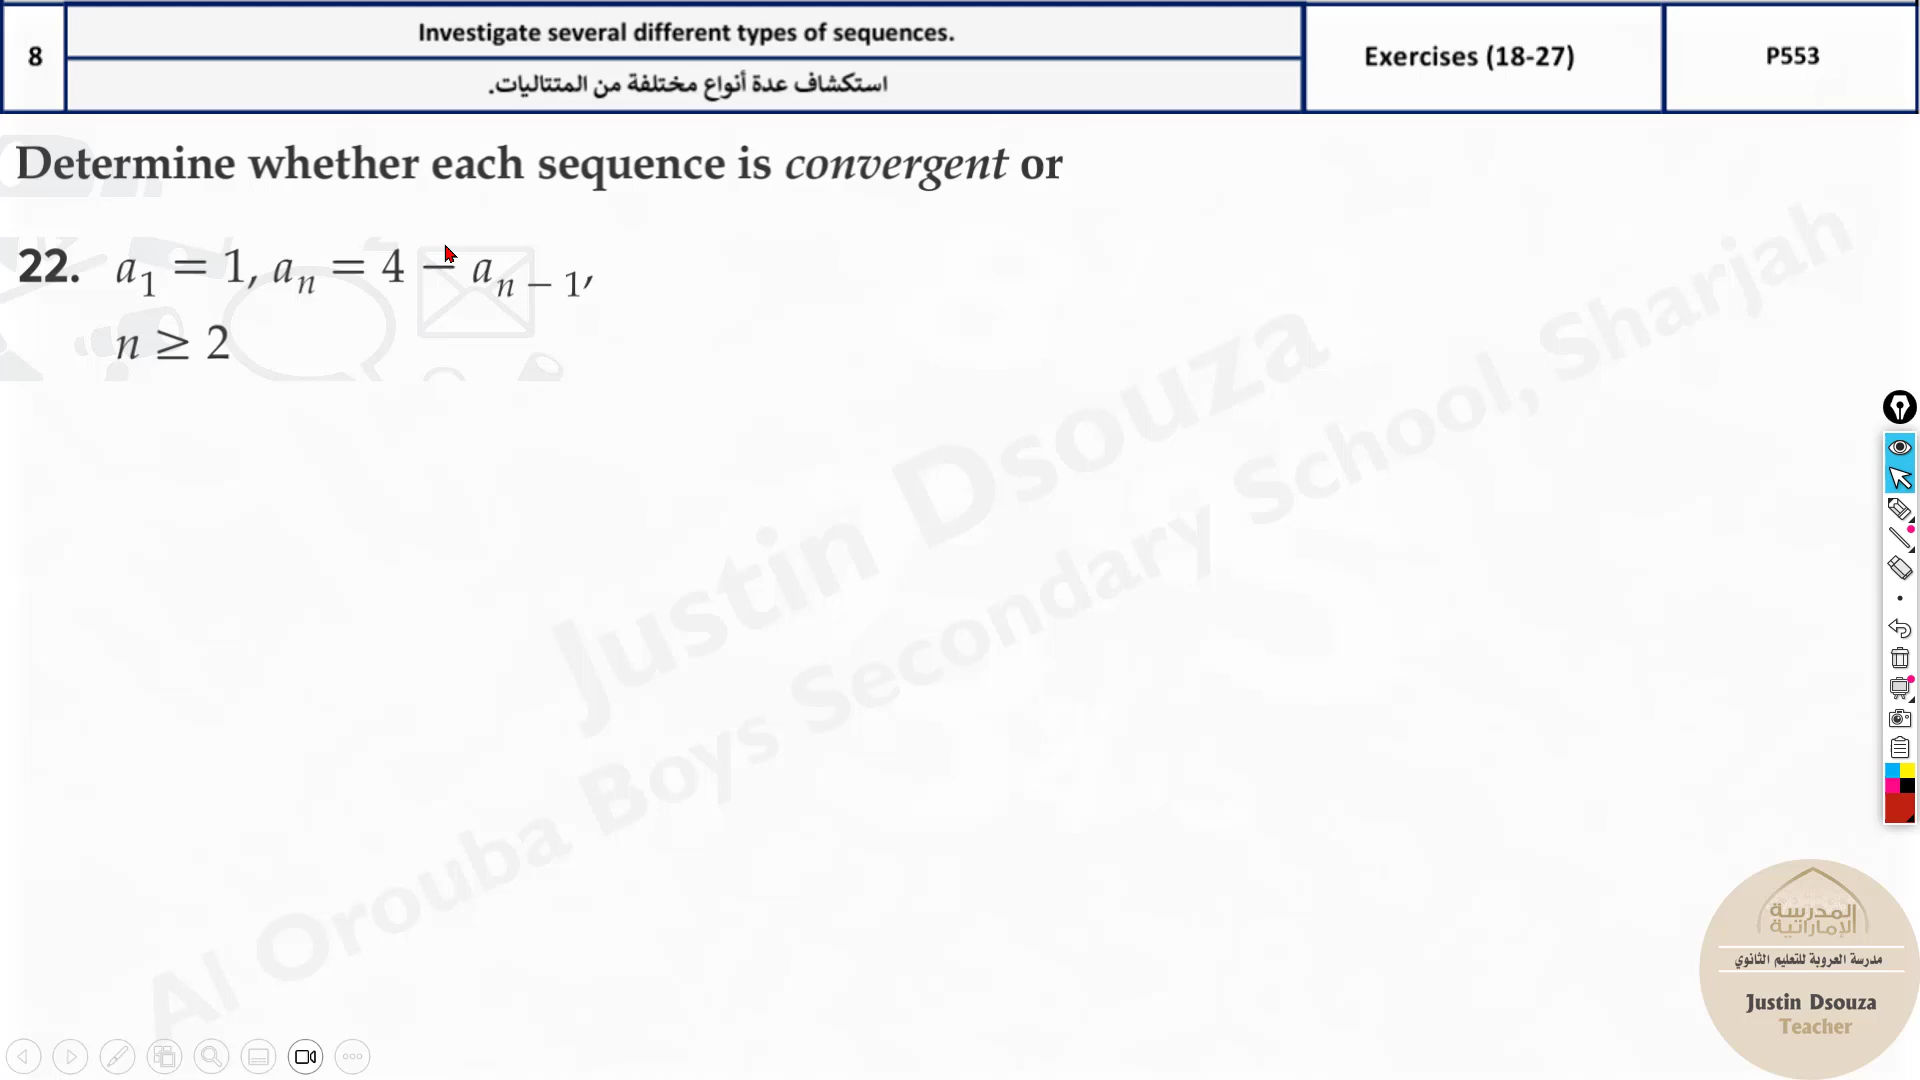 8
Investigate several different types of sequences.
استكشاف عدة أنواع مختلفة من المتتاليات.
Exercises (18-27)
P553
Determine whether each sequence is convergent or
22. a₁ = 1, aₙ = 4 − aₙ₋₁,
n ≥ 2
Justin Dsouza
Al Orouba Boys Secondary School, Sharjah
المدرسة
الإماراتية
مدرسة العروبة للتعليم الثانوي
Justin Dsouza
Teacher